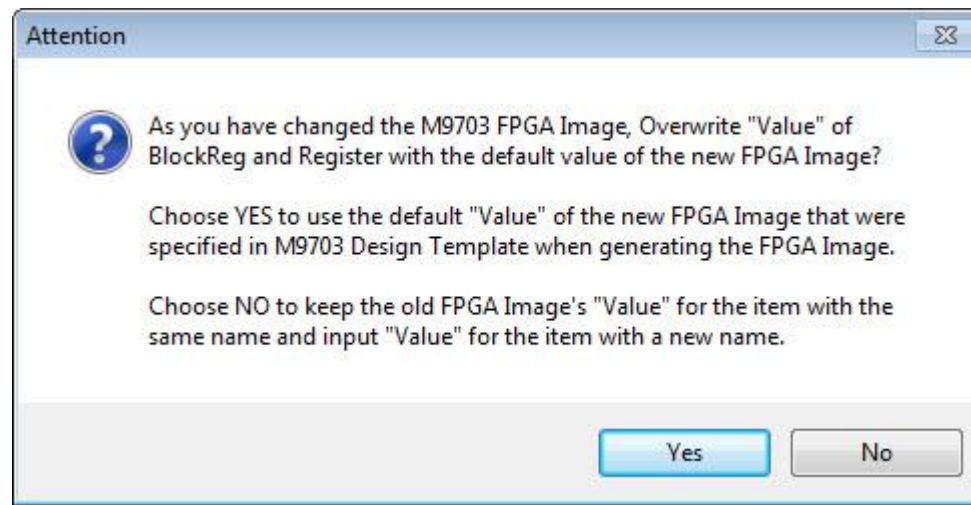 Attention
As you have changed the M9703 FPGA Image, Overwrite "Value" of
BlockReg and Register with the default value of the new FPGA Image?
Choose YES to use the default "Value" of the new FPGA Image that were
specified in M9703 Design Template when generating the FPGA Image.
Choose NO to keep the old FPGA Image's "Value" for the item with the
same name and input "Value" for the item with a new name.
Yes
No